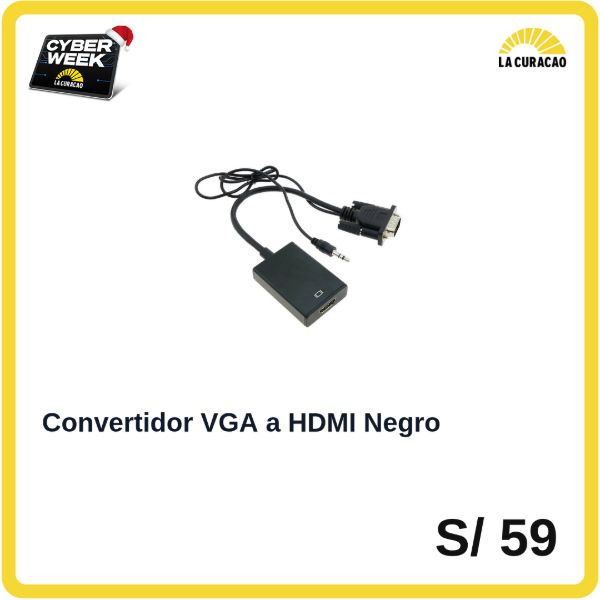 CYBER
WEEK
LA CURACAO
LA CURACAO
Convertidor VGA a HDMI Negro
S/ 59